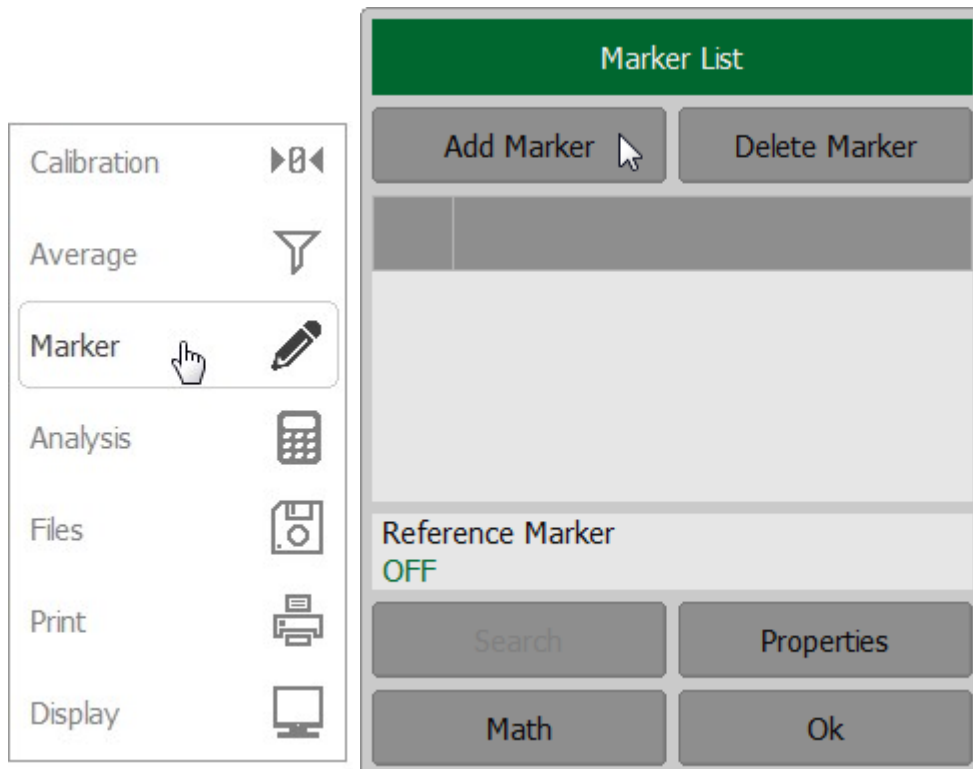 Calibration
Average
Marker
Analysis
Files
Print
Display
Marker List
Add Marker
Delete Marker
Reference Marker
OFF
Search
Properties
Math
Ok